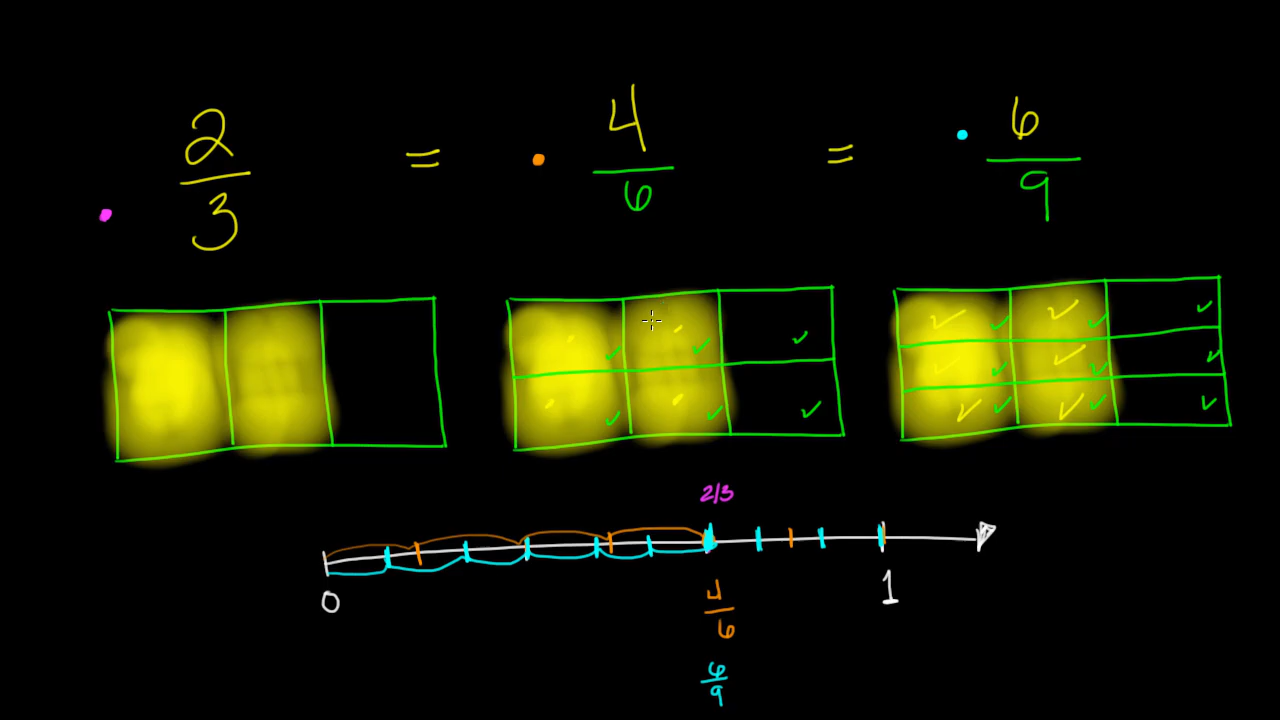 2/3 = 4/6 = 6/9
2/3
0 1
4/6
6/9